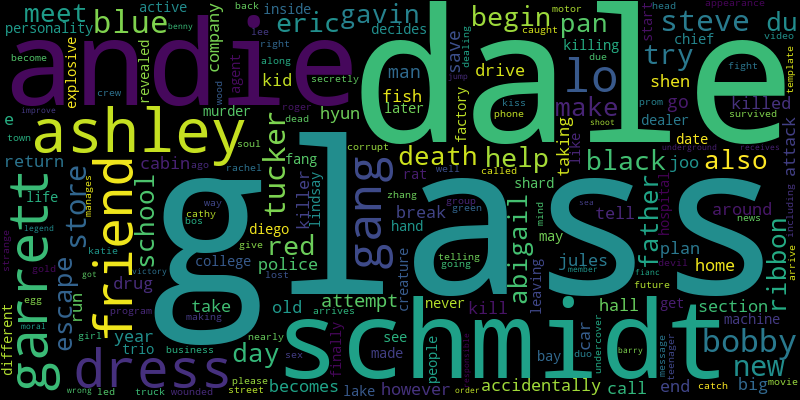 andie
dale
glass
schmidt
ashley
garrett
friend
dress
gang
tucker
blue
meet
eric
gavin
begin
steve
du
pan
lo
try
make
black
bobby
new
father
ribbon
abigail
death
help
red
school
store
escape
day
also
home
killed
police
cabin
company
active
inside
decides
personality
explosive
revealed
agent
kid
man
save
drive
killing
chief
shen
go
start
back
benny
lee
right
along
secretly
motor
caught
due
head
appearance
video
fight
template
become
crew
wood
roger
dead
jump
kiss
phone
dealing
prom
dealer
survived
improve
town
e
return
life
legend
murder
soul
hyun
later
fish
factory
taking
like
shoot
date
underground
receives
attack
including
ago
rachel
fang
corrupt
rat
well
called
shard
joo
way
killer
lindsay
zhang
break
hand
group
green
mind
sea
tell
around
hospital
news
manages
cathy
bos
diego
give
college
may
telling
going
member
jules
fianc
devil
plan
arrive
strange
katie
gold
got
victory
lost
creature
never
leaving
future
egg
run
drug
take
attempt
old
hall
section
machine
moral
program
making
arrives
different
girl
year
nearly
see
people
bay
car
undercover
duo
message
teenager
get
kill
trio
business
sex
made
finally
call
barry
end
big
catch
movie
wrong
led
truck
wounded
please
street
becomes
lake
however
order
accidentally
responsible